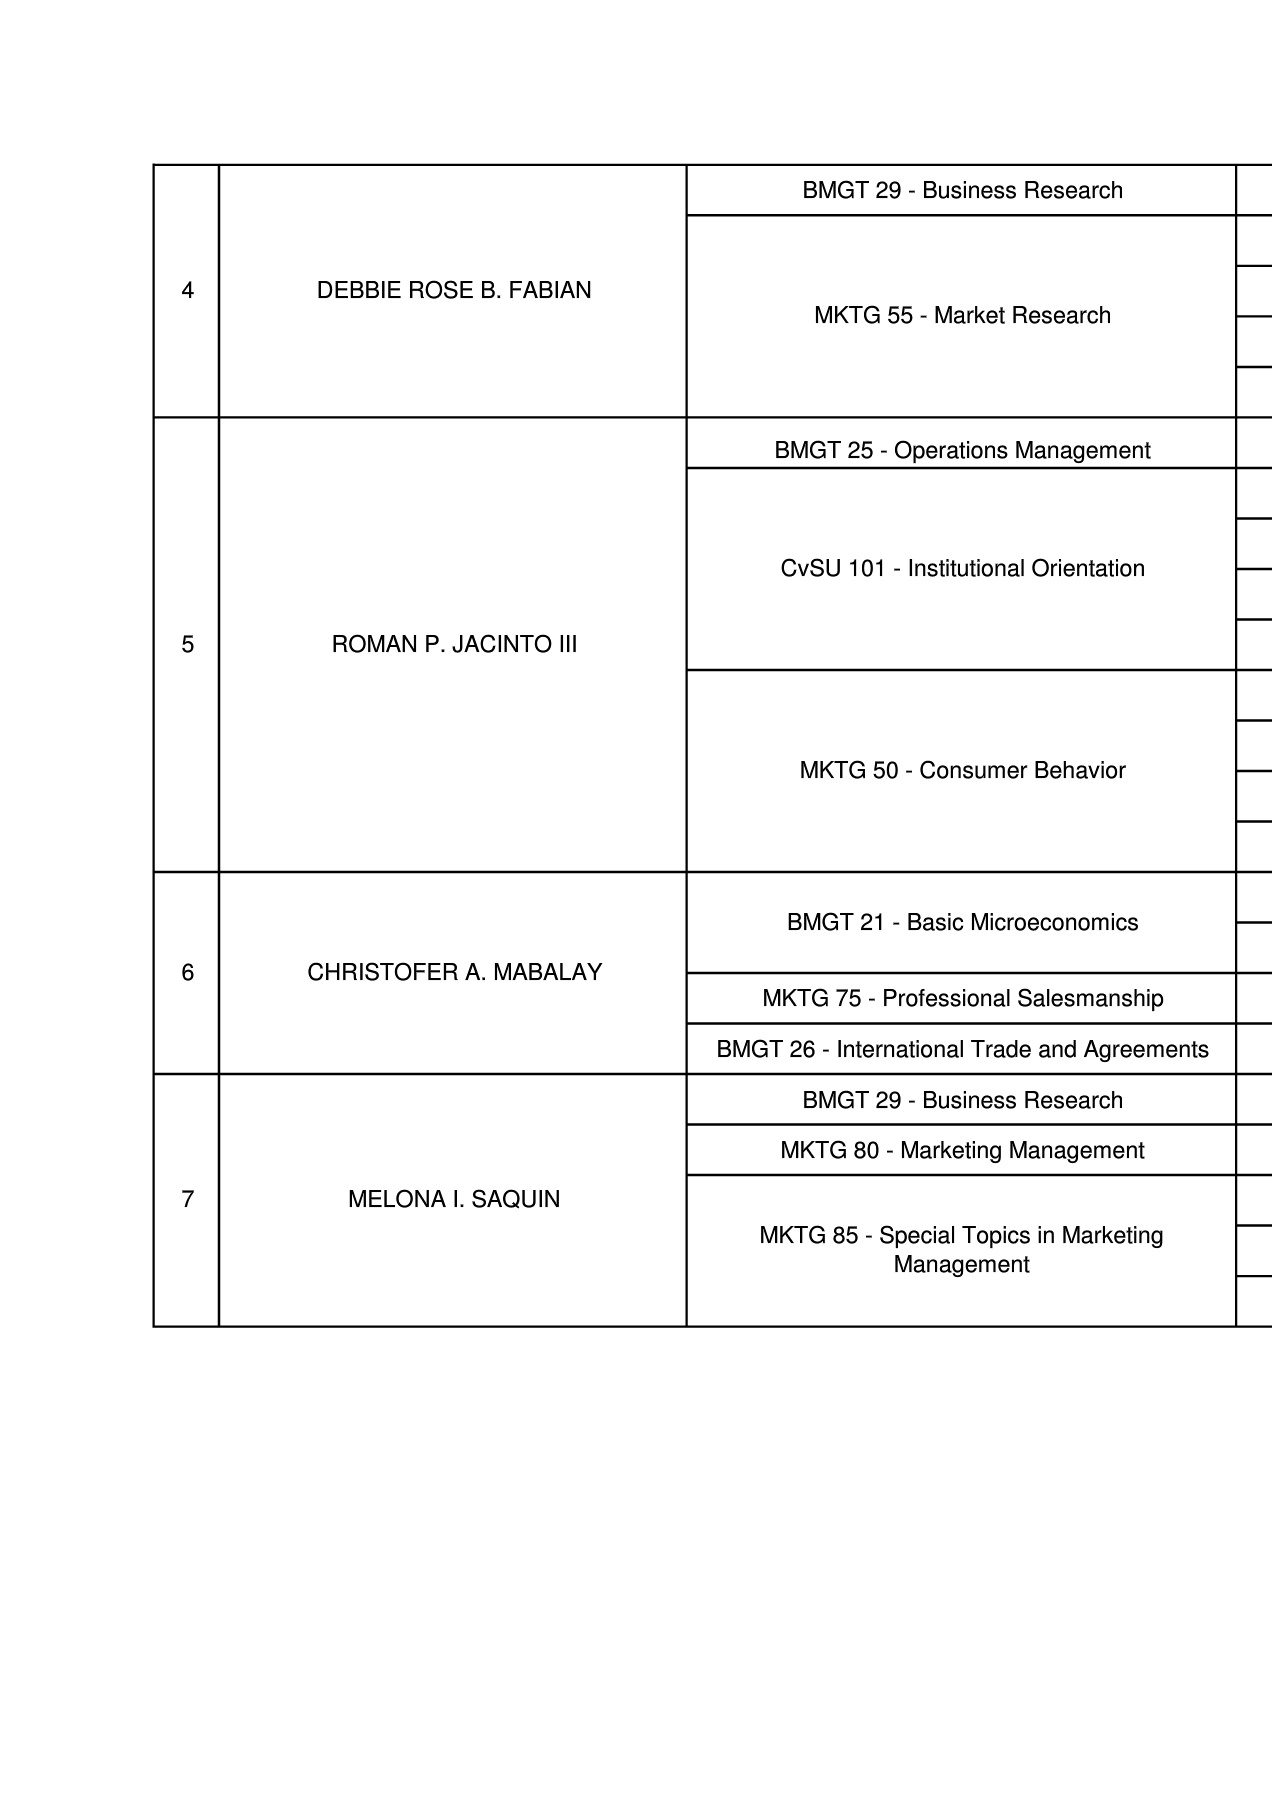 BMGT 29 - Business Research
4
DEBBIE ROSE B. FABIAN
MKTG 55 - Market Research
BMGT 25 - Operations Management
CvSU 101 - Institutional Orientation
5
ROMAN P. JACINTO III
MKTG 50 - Consumer Behavior
BMGT 21 - Basic Microeconomics
6
CHRISTOFER A. MABALAY
MKTG 75 - Professional Salesmanship
BMGT 26 - International Trade and Agreements
BMGT 29 - Business Research
MKTG 80 - Marketing Management
7
MELONA I. SAQUIN
MKTG 85 - Special Topics in Marketing
Management